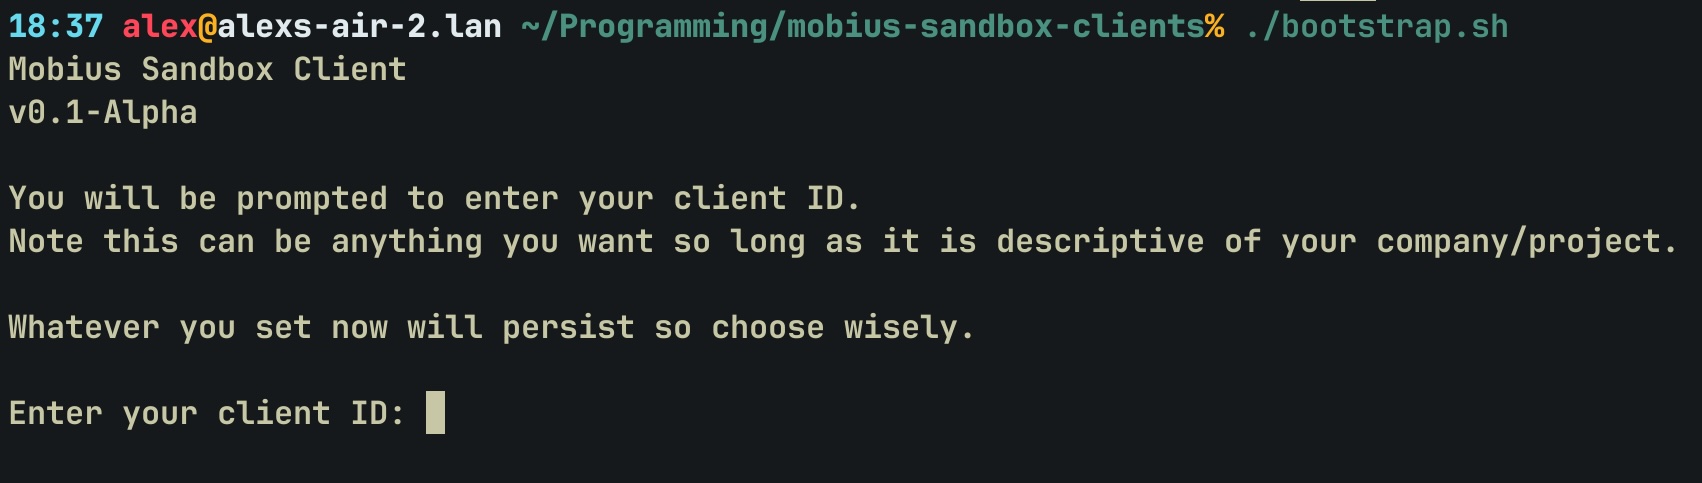 18:37 alex@alexs-air-2.lan ~/Programming/mobius-sandbox-clients% ./bootstrap.sh
Mobius Sandbox Client
v0.1-Alpha
You will be prompted to enter your client ID.
Note this can be anything you want so long as it is descriptive of your company/project.
Whatever you set now will persist so choose wisely.
Enter your client ID: